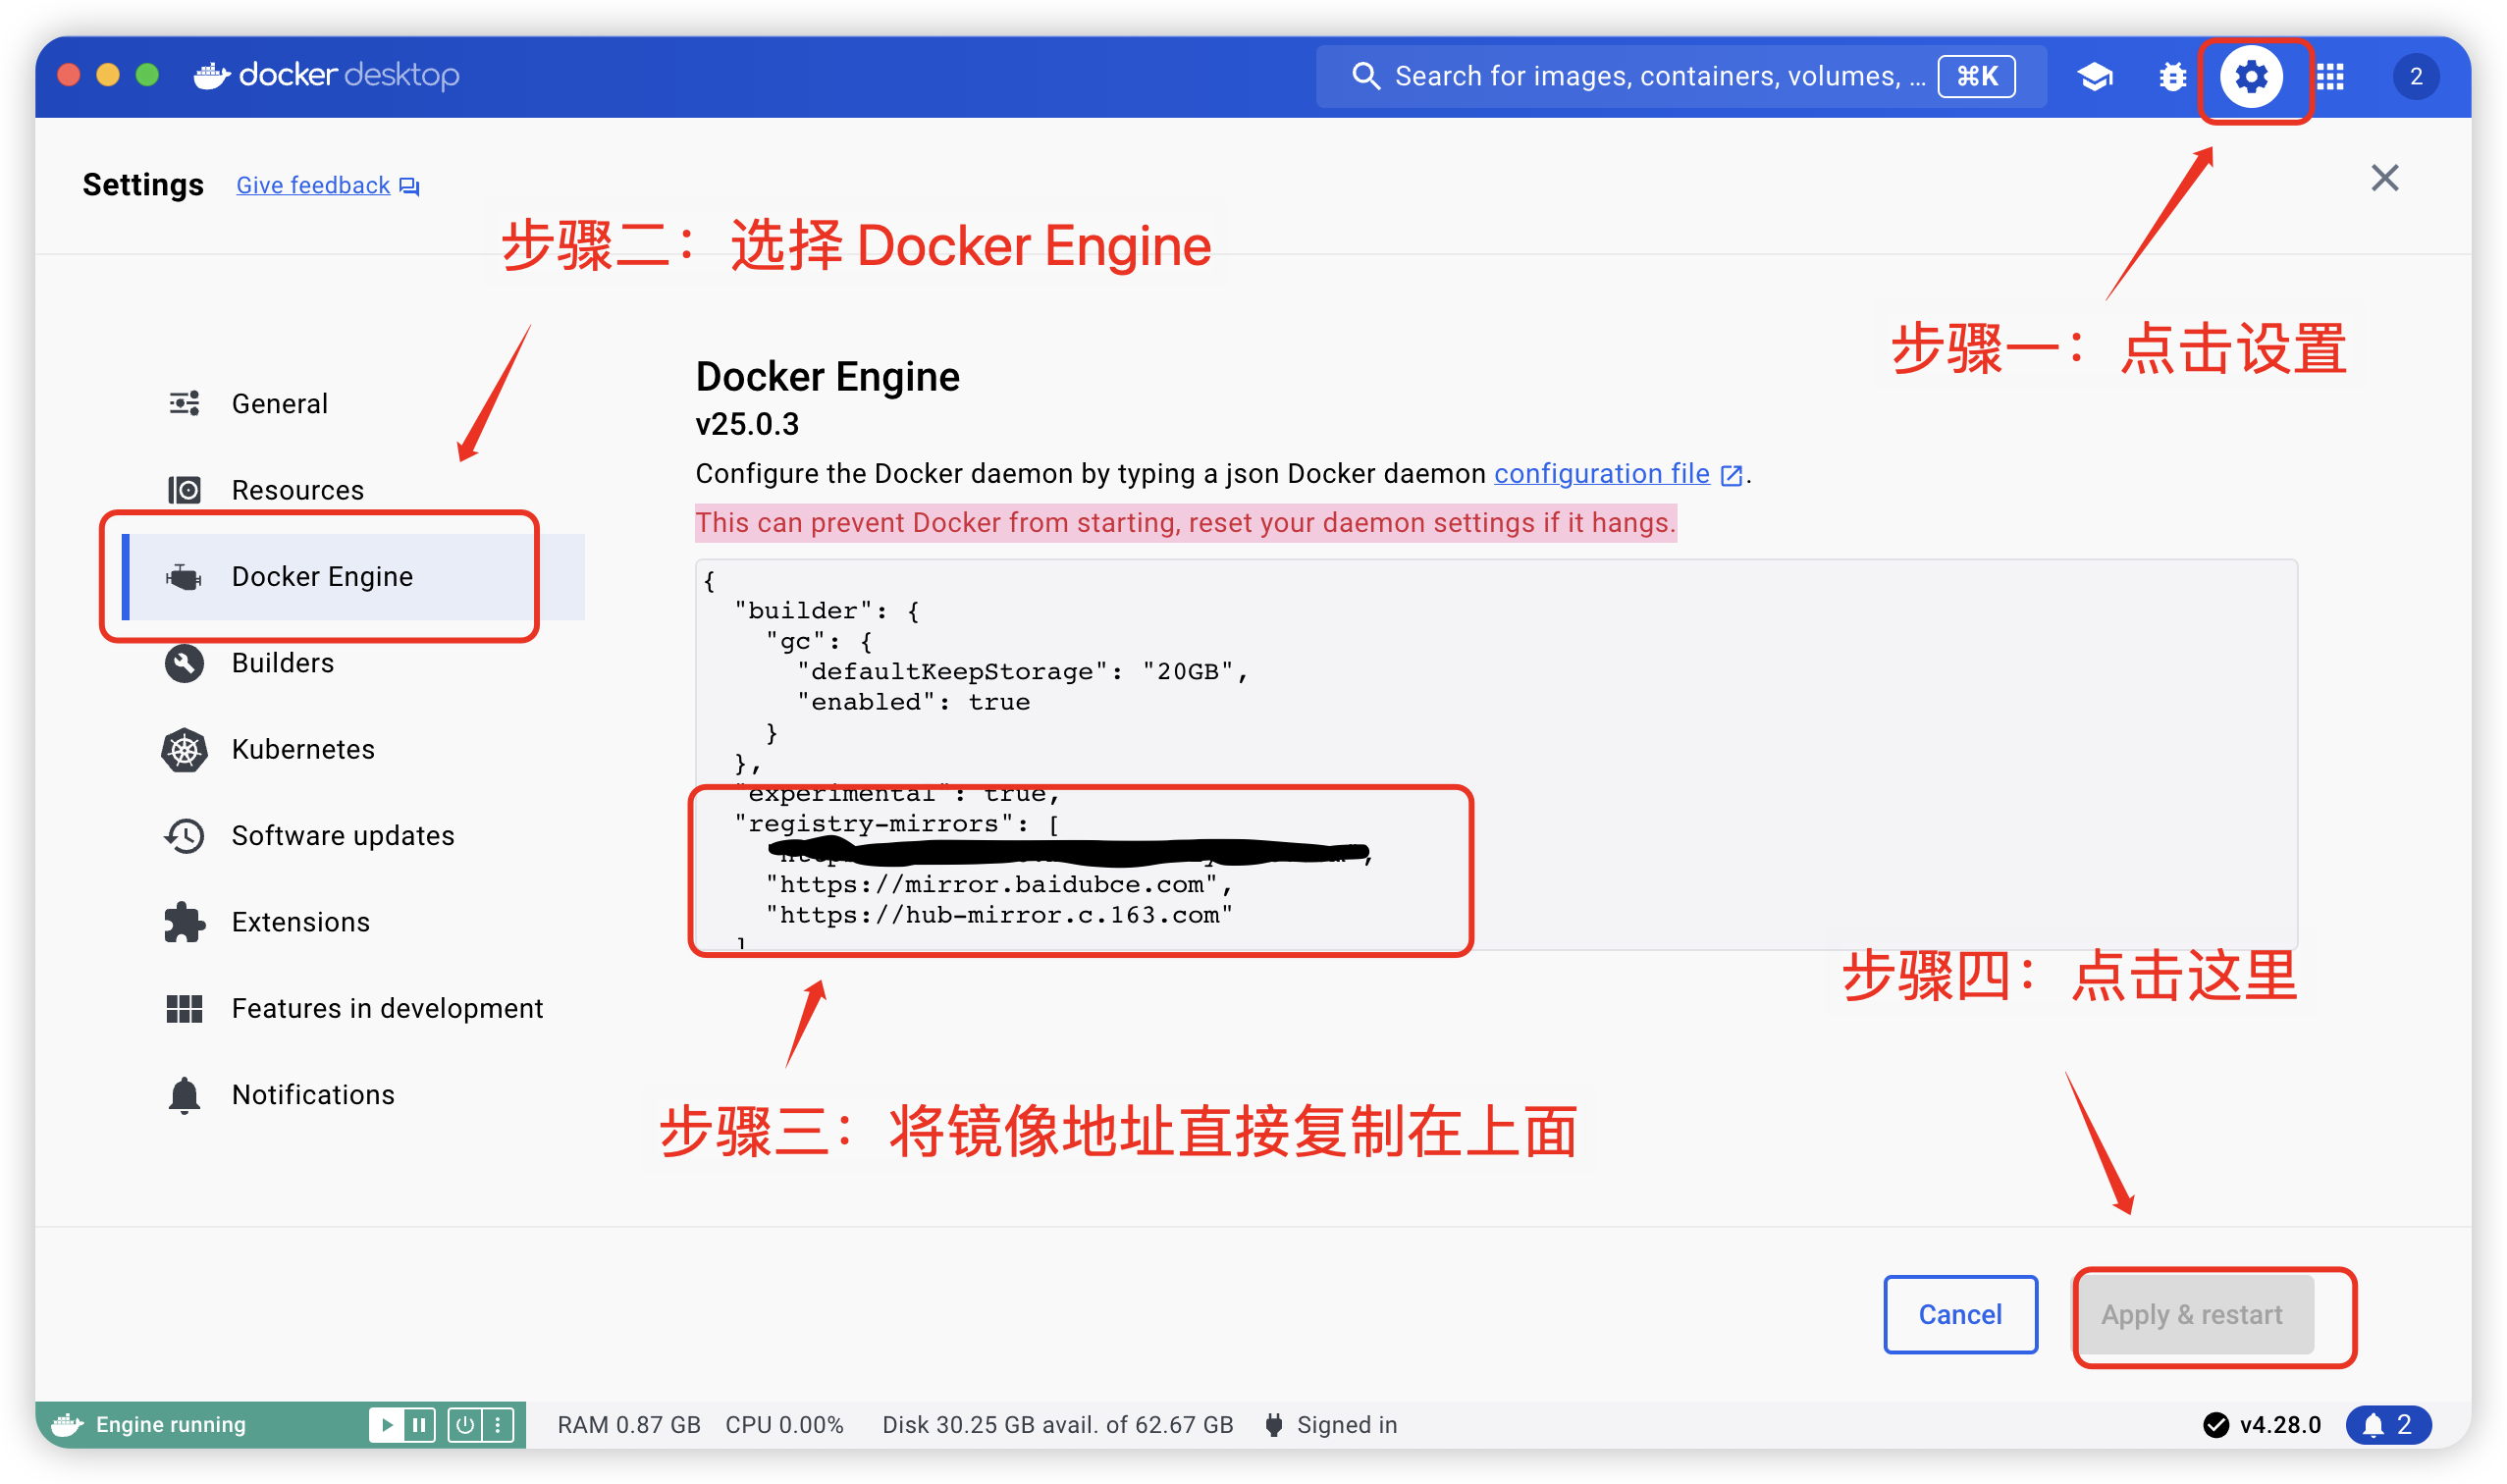 docker desktop
Search for images, containers, volumes, ...
⌘K
2
Settings
Give feedback
步骤二：选择 Docker Engine
步骤一：点击设置
General
Resources
Docker Engine
Builders
Kubernetes
Software updates
Extensions
Features in development
Notifications
Docker Engine
v25.0.3
Configure the Docker daemon by typing a json Docker daemon configuration file.
This can prevent Docker from starting, reset your daemon settings if it hangs.
{
"builder": {
"gc": {
"defaultKeepStorage": "20GB",
"enabled": true
}
},
"experimental": true,
"registry-mirrors": [
"https://mirror.baidubce.com",
"https://hub-mirror.c.163.com"
]
步骤四：点击这里
步骤三：将镜像地址直接复制在上面
Cancel
Apply & restart
Engine running
RAM 0.87 GB CPU 0.00% Disk 30.25 GB avail. of 62.67 GB Signed in
v4.28.0
2